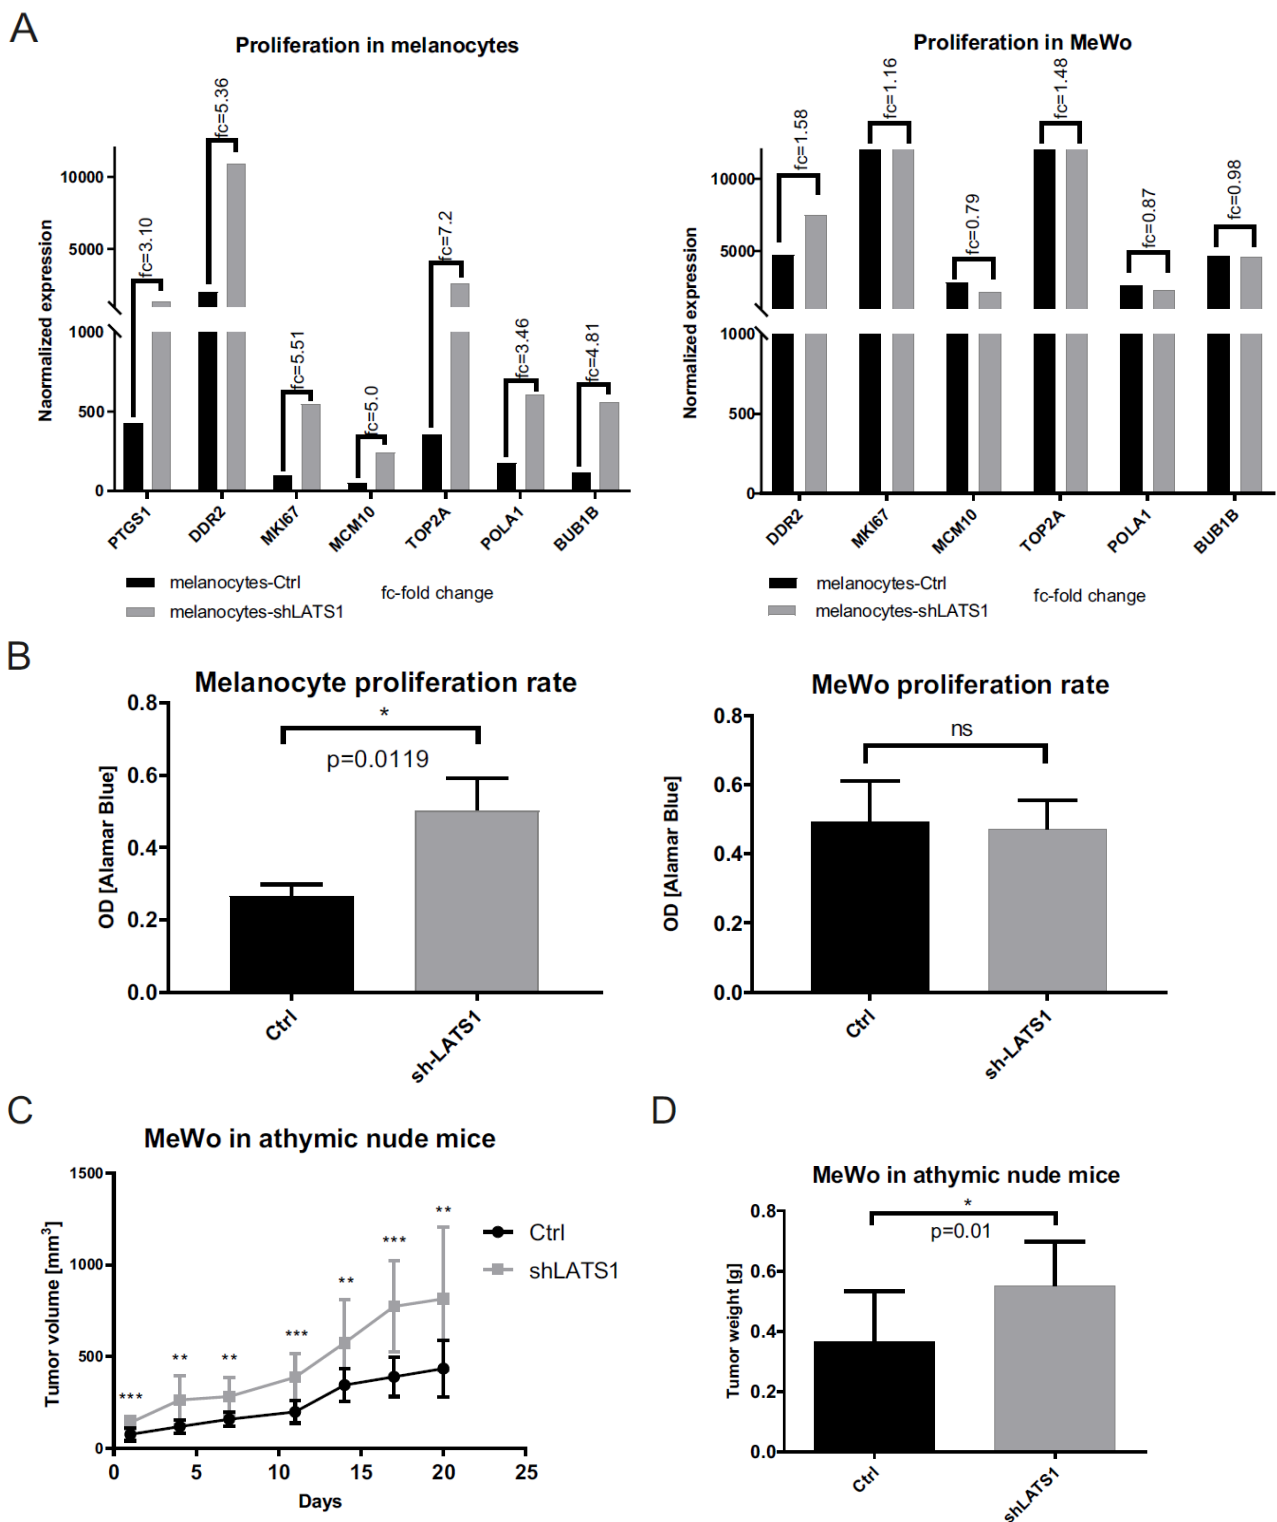 A
Proliferation in melanocytes
Naormalized expression
10000
5000
1000
500
0
fc=3.10
fc=5.36
fc=5.51
fc=5.0
fc=7.2
fc=3.46
fc=4.81
PTGS1
DDR2
MKI67
MCM10
TOP2A
POLA1
BUB1B
melanocytes-Ctrl
melanocytes-shLATS1
fc-fold change
Proliferation in MeWo
Normalized expression
10000
5000
1000
500
0
fc=1.58
fc=1.16
fc=0.79
fc=1.48
fc=0.87
fc=0.98
DDR2
MKI67
MCM10
TOP2A
POLA1
BUB1B
melanocytes-Ctrl
melanocytes-shLATS1
fc-fold change
B
Melanocyte proliferation rate
OD [Alamar Blue]
0.8
0.6
0.4
0.2
0.0
*
p=0.0119
Ctrl
sh-LATS1
MeWo proliferation rate
OD [Alamar Blue]
0.8
0.6
0.4
0.2
0.0
ns
Ctrl
sh-LATS1
C
MeWo in athymic nude mice
Tumor volume [mm³]
1500
1000
500
0
***
**
**
***
**
***
**
Ctrl
shLATS1
0 5 10 15 20 25
Days
D
MeWo in athymic nude mice
Tumor weight [g]
0.8
0.6
0.4
0.2
0.0
*
p=0.01
Ctrl
shLATS1